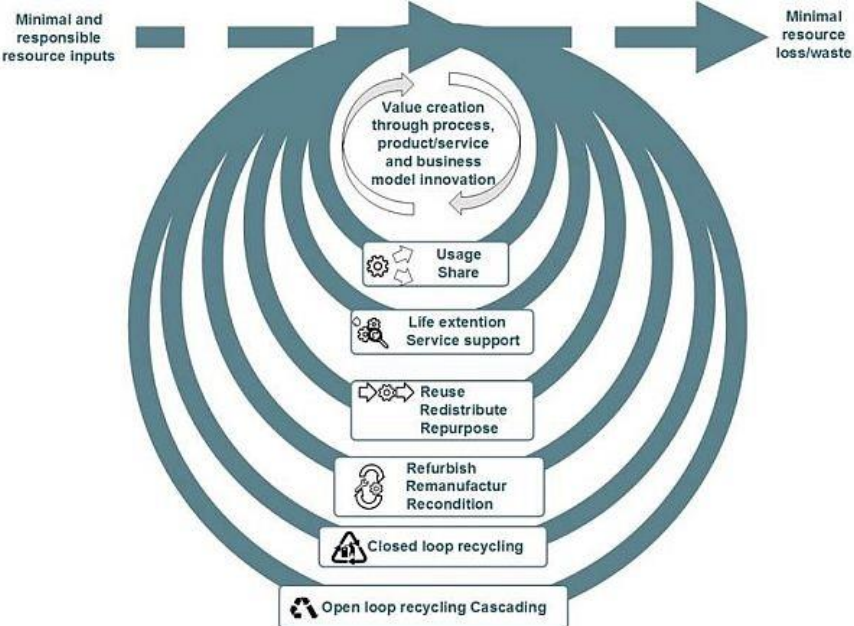 Minimal and
responsible
resource inputs
Minimal
resource
loss/waste
Value creation
through process,
product/service
and business
model innovation
Usage
Share
Life extention
Service support
Reuse
Redistribute
Repurpose
Refurbish
Remanufactur
Recondition
Closed loop recycling
Open loop recycling Cascading